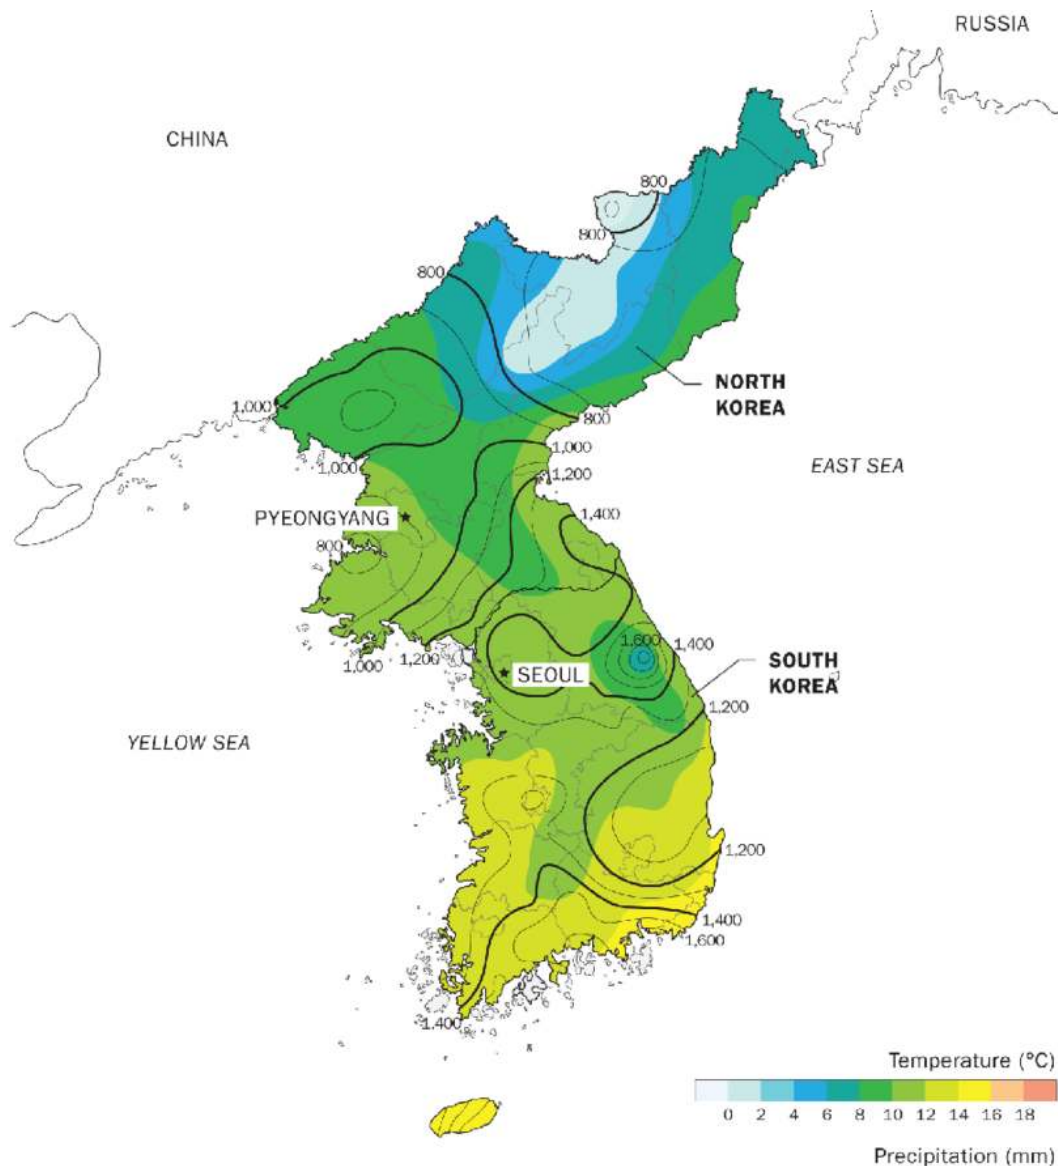 RUSSIA
CHINA
800
800
800
NORTH
KOREA
1,000
800
1,000
1,200
EAST SEA
1,000
1,400
PYEONGYANG
800
1,600
1,400
1,000
1,200
SEOUL
SOUTH
KOREA
1,200
YELLOW SEA
1,200
1,400
1,600
1,400
Temperature (°C)
0 2 4 6 8 10 12 14 16 18
Precipitation (mm)